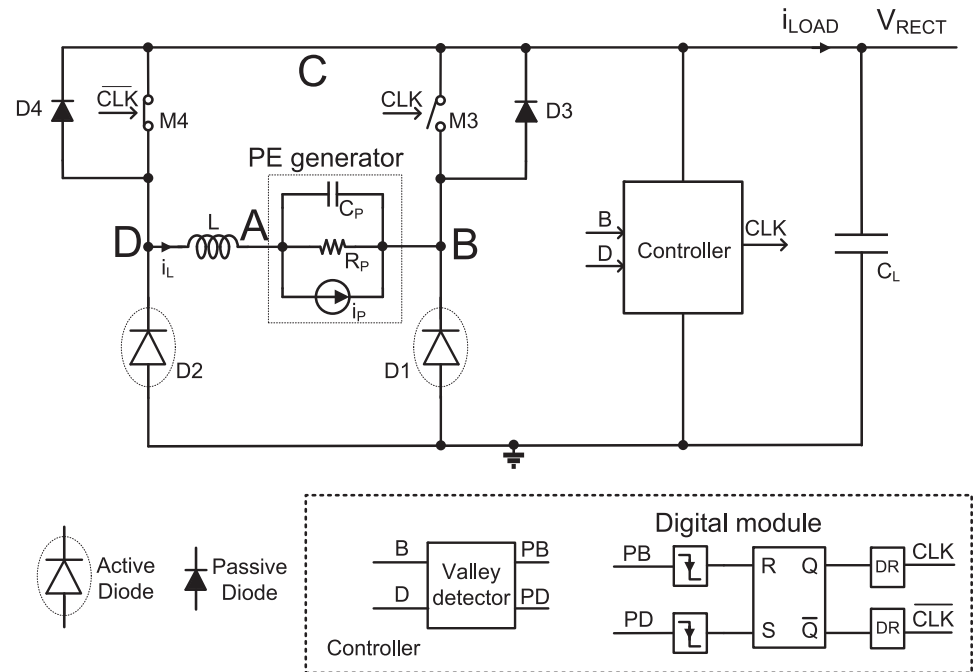 i_LOAD V_RECT
C
D4
CLK
M4
CLK
M3
D3
PE generator
C_P
D
L
A
B
i_L
R_P
i_P
B
D
Controller
CLK
C_L
D2
D1
Active
Diode
Passive
Diode
B
D
Valley
detector
PB
PD
Controller
Digital module
PB
PD
R Q
S Q
DR
DR
CLK
CLK